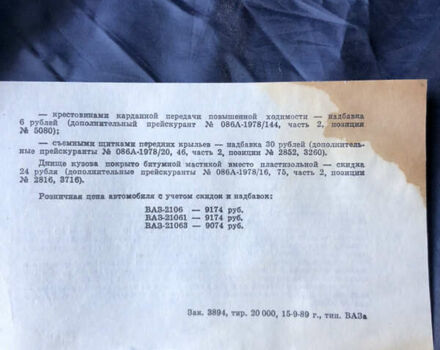 — крестовинами карданной передачи повышенной ходимости — надбавка
6 рублей (дополнительный прейскурант № 086А-1978/144, часть 2, позиции
№ 5080);
— съемными щитками передних крыльев — надбавка 30 рублей (дополнитель-
ные прейскуранты № 086А-1978/20, 46, часть 2, позиции № 2852, 3260).
Днище кузова покрыто битумной мастикой вместо пластизольной — скидка
24 рубля (дополнительные прейскуранты № 086А-1978/16, 75, часть 2, позиции
№ 2816, 3716).
Розничная цена автомобиля с учетом скидок и надбавок:
ВАЗ-2106 — 9174 руб.
ВАЗ-21061 — 9174 руб.
ВАЗ-21063 — 9074 руб.
Зак. 3894, тир. 20 000, 15-9-89 г., тип. ВАЗа